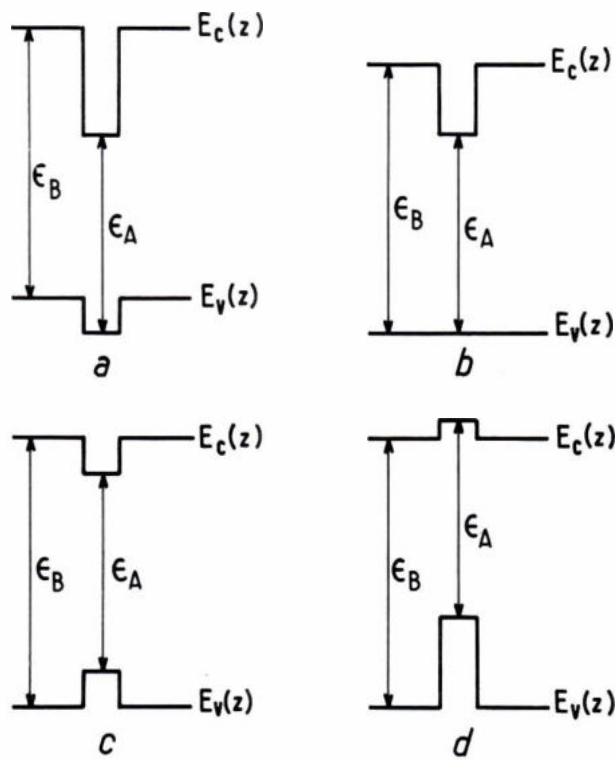 E_c(z)
ϵ_B
ϵ_A
E_v(z)
a
E_c(z)
ϵ_B
ϵ_A
E_v(z)
b
E_c(z)
ϵ_B
ϵ_A
E_v(z)
c
E_c(z)
ϵ_A
ϵ_B
E_v(z)
d